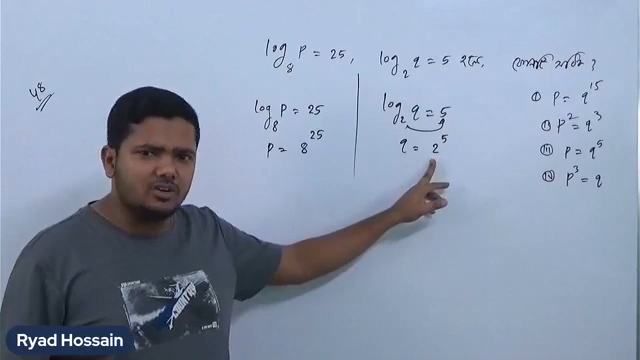 log₈ P = 25, log₂ q = 5 হলে, কোনটি সঠিক ?
48
log₈ P = 25
P = 8²⁵
log₂ q = 5
q = 2⁵
(i) P = q¹⁵
(ii) P² = q³
(iii) P = q⁵
(iv) P³ = q
Ryad Hossain